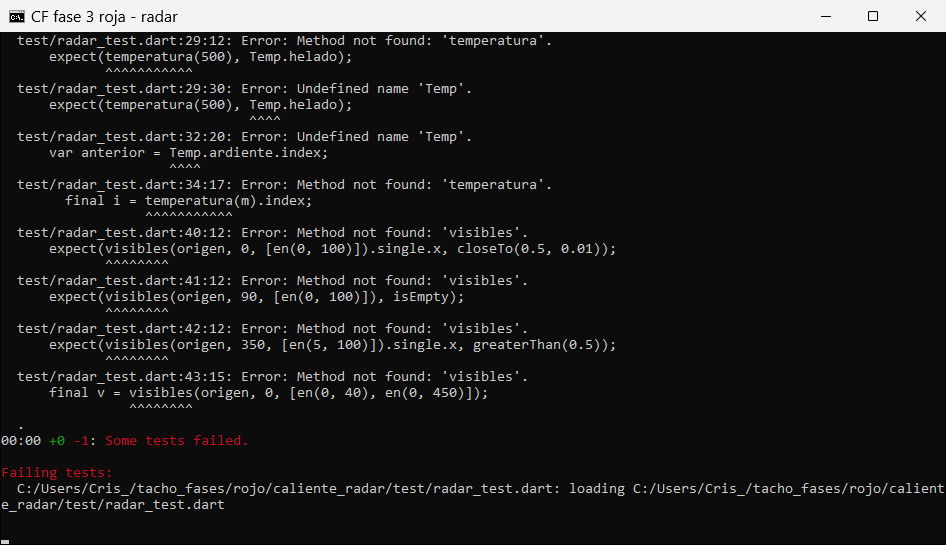 CF fase 3 roja - radar
test/radar_test.dart:29:12: Error: Method not found: 'temperatura'.
expect(temperatura(500), Temp.helado);
^^^^^^^^^^^
test/radar_test.dart:29:30: Error: Undefined name 'Temp'.
expect(temperatura(500), Temp.helado);
^^^^
test/radar_test.dart:32:20: Error: Undefined name 'Temp'.
var anterior = Temp.ardiente.index;
^^^^
test/radar_test.dart:34:17: Error: Method not found: 'temperatura'.
final i = temperatura(m).index;
^^^^^^^^^^^
test/radar_test.dart:40:12: Error: Method not found: 'visibles'.
expect(visibles(origen, 0, [en(0, 100)]).single.x, closeTo(0.5, 0.01));
^^^^^^^^
test/radar_test.dart:41:12: Error: Method not found: 'visibles'.
expect(visibles(origen, 90, [en(0, 100)]), isEmpty);
^^^^^^^^
test/radar_test.dart:42:12: Error: Method not found: 'visibles'.
expect(visibles(origen, 350, [en(5, 100)]).single.x, greaterThan(0.5));
^^^^^^^^
test/radar_test.dart:43:15: Error: Method not found: 'visibles'.
final v = visibles(origen, 0, [en(0, 40), en(0, 450)]);
^^^^^^^^
.
00:00 +0 -1: Some tests failed.
Failing tests:
C:/Users/Cris_/tacho_fases/rojo/caliente_radar/test/radar_test.dart: loading C:/Users/Cris_/tacho_fases/rojo/calient
e_radar/test/radar_test.dart